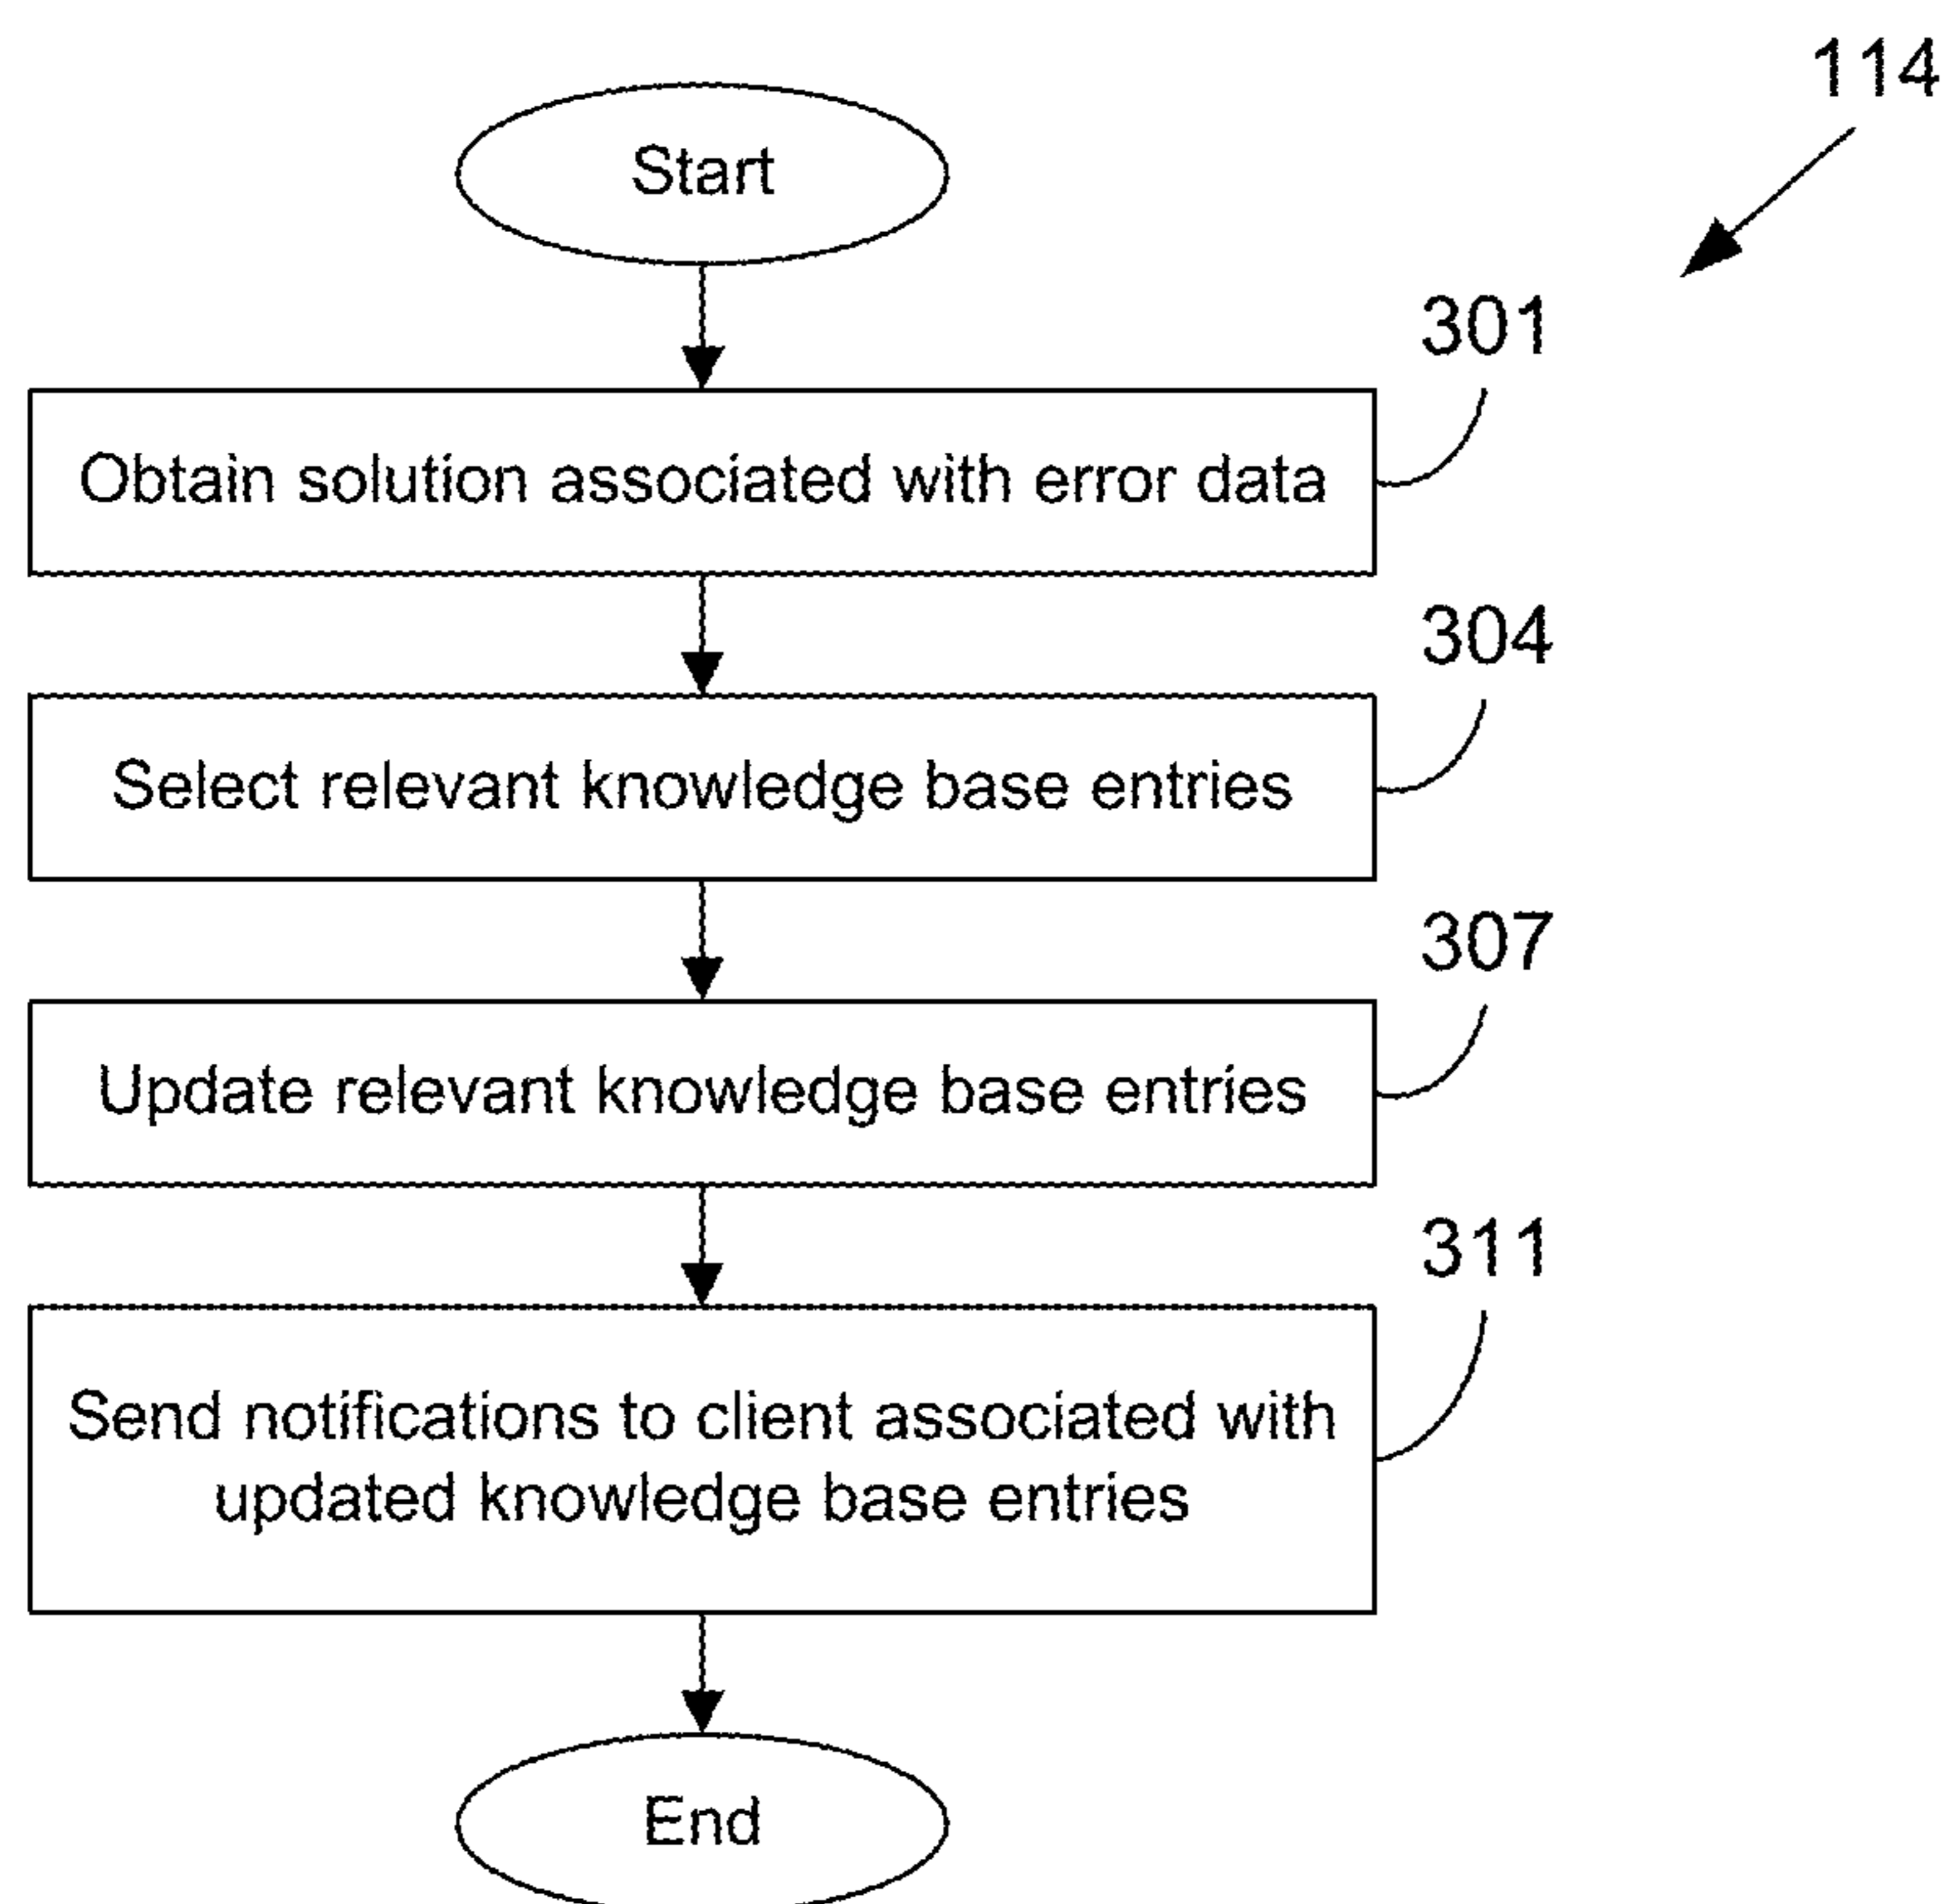 114
Start
301
Obtain solution associated with error data
304
Select relevant knowledge base entries
307
Update relevant knowledge base entries
311
Send notifications to client associated with
updated knowledge base entries
End